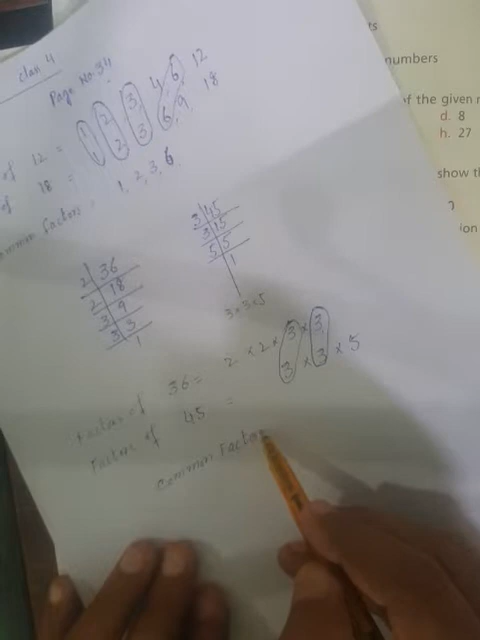 Class 4
Page No. 34
of 12 = 1, 2, 3, 4, 6, 12
of 18 = 1, 2, 3, 6, 9, 18
Common Factors = 1, 2, 3, 6
2 36
2 18
3 9
3 3
1
3 45
3 15
5 5
1
3×3×5
Factors of 36 = 2 × 2 × 3 × 3
Factors of 45 = 3 × 3 × 5
Common Factors
numbers
of the given
d. 8
h. 27
show th